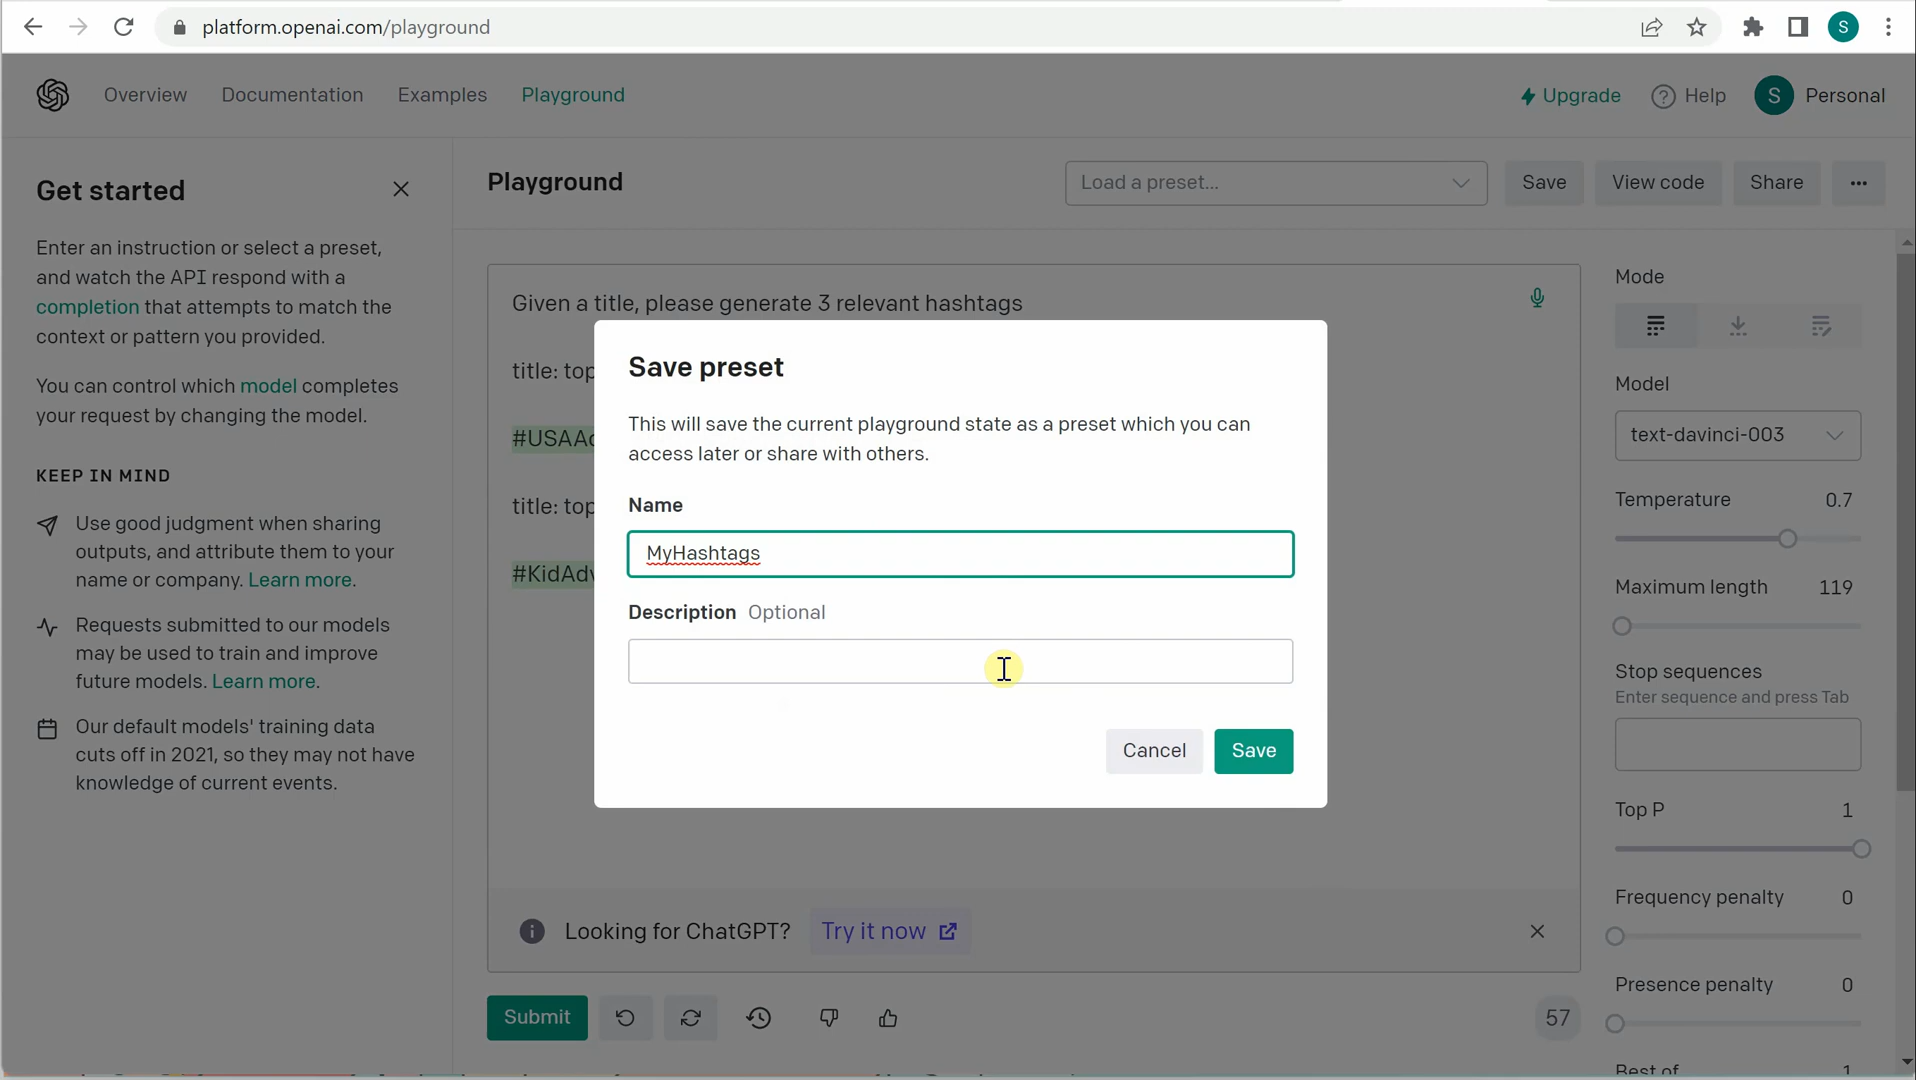 platform.openai.com/playground
S
Overview
Documentation
Examples
Playground
Upgrade
Help
S
Personal
Get started
Enter an instruction or select a preset,
and watch the API respond with a
completion that attempts to match the
context or pattern you provided.
You can control which model completes
your request by changing the model.
KEEP IN MIND
Use good judgment when sharing
outputs, and attribute them to your
name or company. Learn more.
Requests submitted to our models
may be used to train and improve
future models. Learn more.
Our default models' training data
cuts off in 2021, so they may not have
knowledge of current events.
Playground
Load a preset...
Save
View code
Share
Given a title, please generate 3 relevant hashtags
title: top
#USAAd
title: top
#KidAdv
Save preset
This will save the current playground state as a preset which you can
access later or share with others.
Name
MyHashtags
Description Optional
Cancel
Save
Looking for ChatGPT?
Try it now
Submit
57
Mode
Model
text-davinci-003
Temperature 0.7
Maximum length 119
Stop sequences
Enter sequence and press Tab
Top P 1
Frequency penalty 0
Presence penalty 0
Best of 1